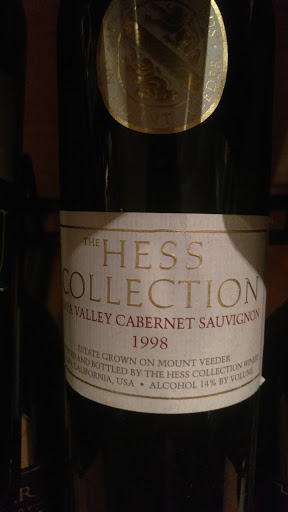 THE
HESS
COLLECTION
VALLEY CABERNET SAUVIGNON
1998
ESTATE GROWN ON MOUNT VEEDER
AND BOTTLED BY THE HESS COLLECTION
CALIFORNIA, USA • ALCOHOL 14% BY VOLUME
R